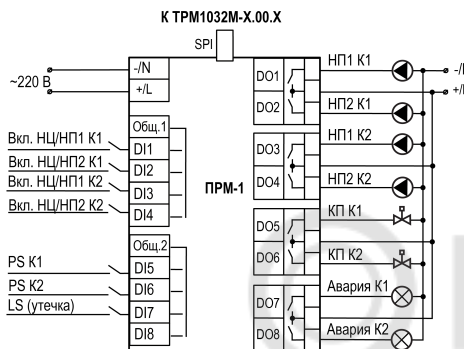 К ТРМ1032М-Х.00.Х
SPI
~220 В
-/N
+/L
Общ.1
Вкл. НЦ/НП1 К1
DI1
Вкл. НЦ/НП2 К1
DI2
Вкл. НЦ/НП1 К2
DI3
Вкл. НЦ/НП2 К2
DI4
Общ.2
PS К1
DI5
PS К2
DI6
LS (утечка)
DI7
DI8
ПРМ-1
DO1
НП1 К1
DO2
НП2 К1
DO3
НП1 К2
DO4
НП2 К2
DO5
КП К1
DO6
КП К2
DO7
Авария К1
DO8
Авария К2